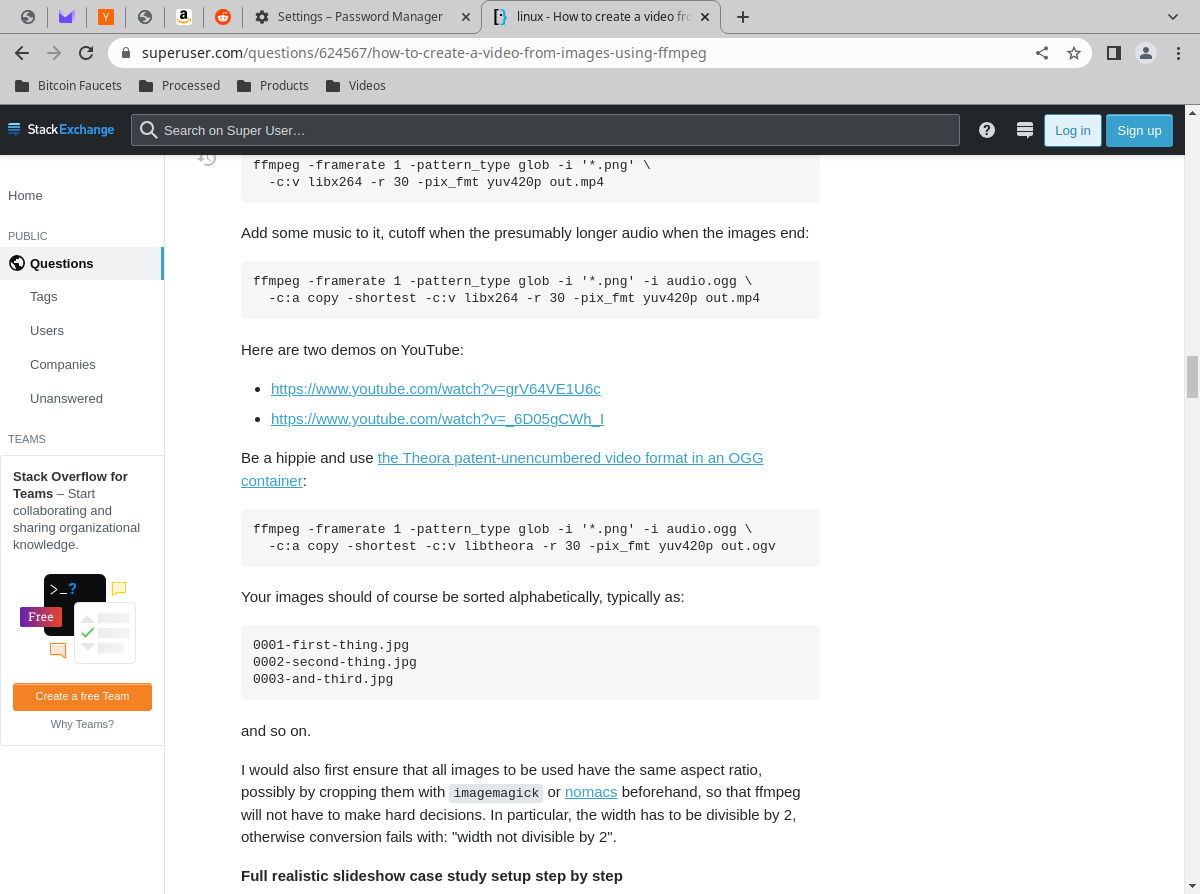 Y
a
Settings – Password Manager
linux - How to create a video fro
superuser.com/questions/624567/how-to-create-a-video-from-images-using-ffmpeg
Bitcoin Faucets
Processed
Products
Videos
StackExchange
Search on Super User…
?
Log in
Sign up
Home
PUBLIC
Questions
Tags
Users
Companies
Unanswered
TEAMS
Stack Overflow for
Teams – Start
collaborating and
sharing organizational
knowledge.
>_?
Free
Create a free Team
Why Teams?
ffmpeg -framerate 1 -pattern_type glob -i '*.png' \
  -c:v libx264 -r 30 -pix_fmt yuv420p out.mp4
Add some music to it, cutoff when the presumably longer audio when the images end:
ffmpeg -framerate 1 -pattern_type glob -i '*.png' -i audio.ogg \
  -c:a copy -shortest -c:v libx264 -r 30 -pix_fmt yuv420p out.mp4
Here are two demos on YouTube:
• https://www.youtube.com/watch?v=grV64VE1U6c
• https://www.youtube.com/watch?v=_6D05gCWh_I
Be a hippie and use the Theora patent-unencumbered video format in an OGG
container:
ffmpeg -framerate 1 -pattern_type glob -i '*.png' -i audio.ogg \
  -c:a copy -shortest -c:v libtheora -r 30 -pix_fmt yuv420p out.ogv
Your images should of course be sorted alphabetically, typically as:
0001-first-thing.jpg
0002-second-thing.jpg
0003-and-third.jpg
and so on.
I would also first ensure that all images to be used have the same aspect ratio,
possibly by cropping them with imagemagick or nomacs beforehand, so that ffmpeg
will not have to make hard decisions. In particular, the width has to be divisible by 2,
otherwise conversion fails with: "width not divisible by 2".
Full realistic slideshow case study setup step by step